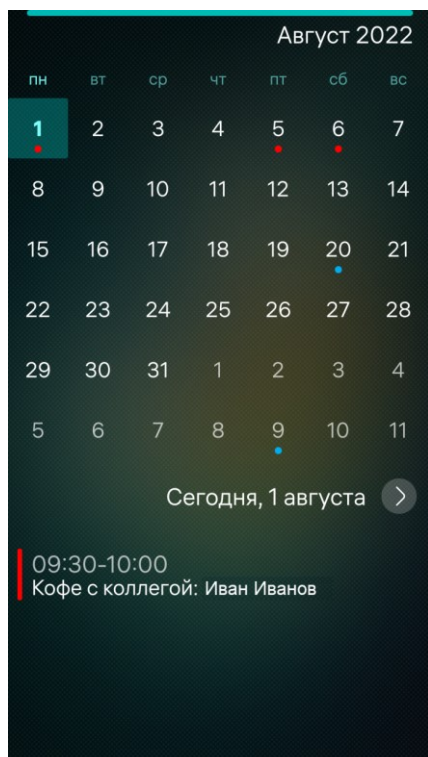 Август 2022
пн вт ср чт пт сб вс
1 2 3 4 5 6 7
8 9 10 11 12 13 14
15 16 17 18 19 20 21
22 23 24 25 26 27 28
29 30 31 1 2 3 4
5 6 7 8 9 10 11
Сегодня, 1 августа
09:30-10:00
Кофе с коллегой: Иван Иванов